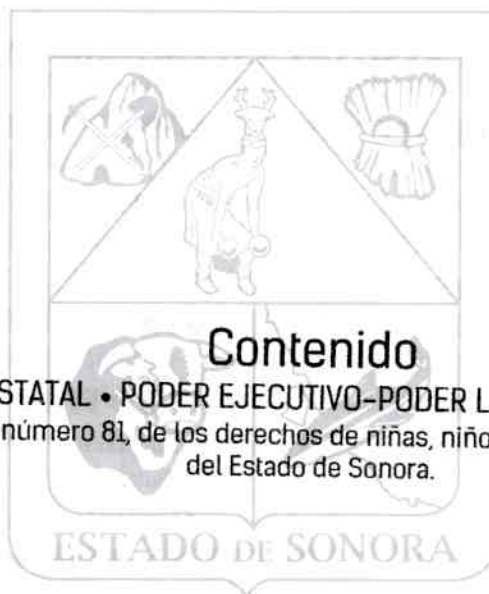 Contenido
STATAL • PODER EJECUTIVO-PODER L
número 81, de los derechos de niñas, niño
del Estado de Sonora.
ESTADO DE SONORA